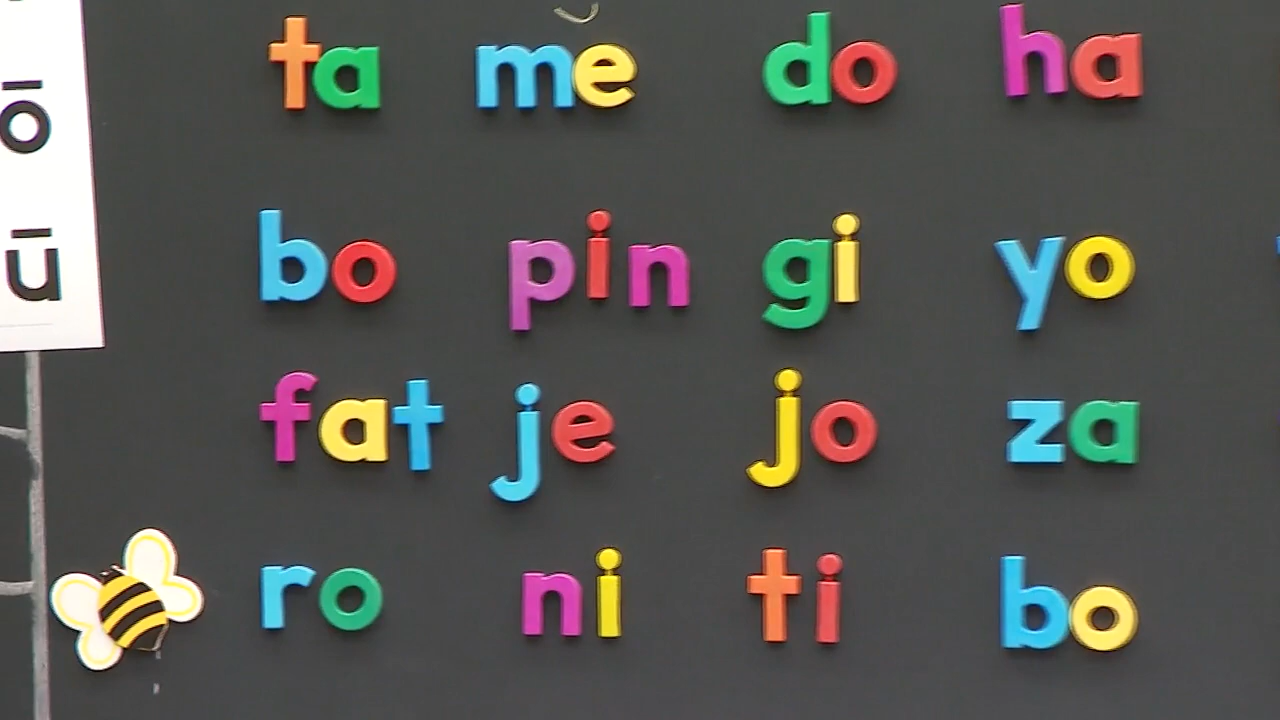 ō
ū
ta me do ha
bo pin gi yo
fat je jo za
ro ni ti bo